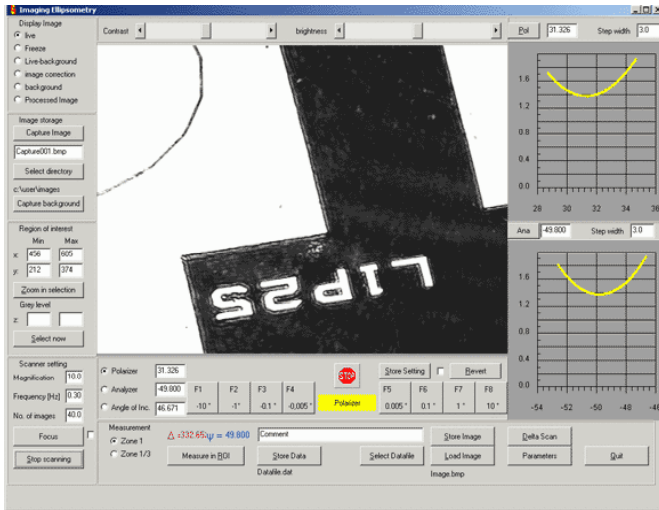 Imaging Ellipsometry
Display Image
live
Freeze
Live-background
image correction
background
Processed Image
Contrast
brightness
Pol 31.326 Step width 3.0
1.6
1.2
0.8
0.4
0.0
28 30 32 34 36
Image storage
Capture Image
Capture001.bmp
Select directory
c:\user\images
Capture background
Region of interest
Min Max
x: 456 605
y: 212 374
Zoom in selection
Grey level
z:
Select now
Ana -49.800 Step width 3.0
1.6
1.2
0.8
0.4
0.0
-54 -52 -50 -48 -46
L1P2S
Scanner setting
Magnification 10.0
Frequency [Hz] 0.30
No. of images 40.0
Focus
Stop scanning
Polarizer 31.326
Analyzer -49.800
Angle of Inc. 46.671
STOP
Store Setting
Revert
F1 F2 F3 F4 F5 F6 F7 F8
-10 ° -1° -0.1 ° -0,005 ° Polarizer 0.005 ° 0.1 ° 1 ° 10 °
Measurement
Zone 1
Zone 1/3
Δ =332.65 ψ = 49.800
Comment
Measure in ROI
Store Data
Select Datafile
Datafile.dat
Store Image
Load Image
Image.bmp
Delta Scan
Parameters
Quit